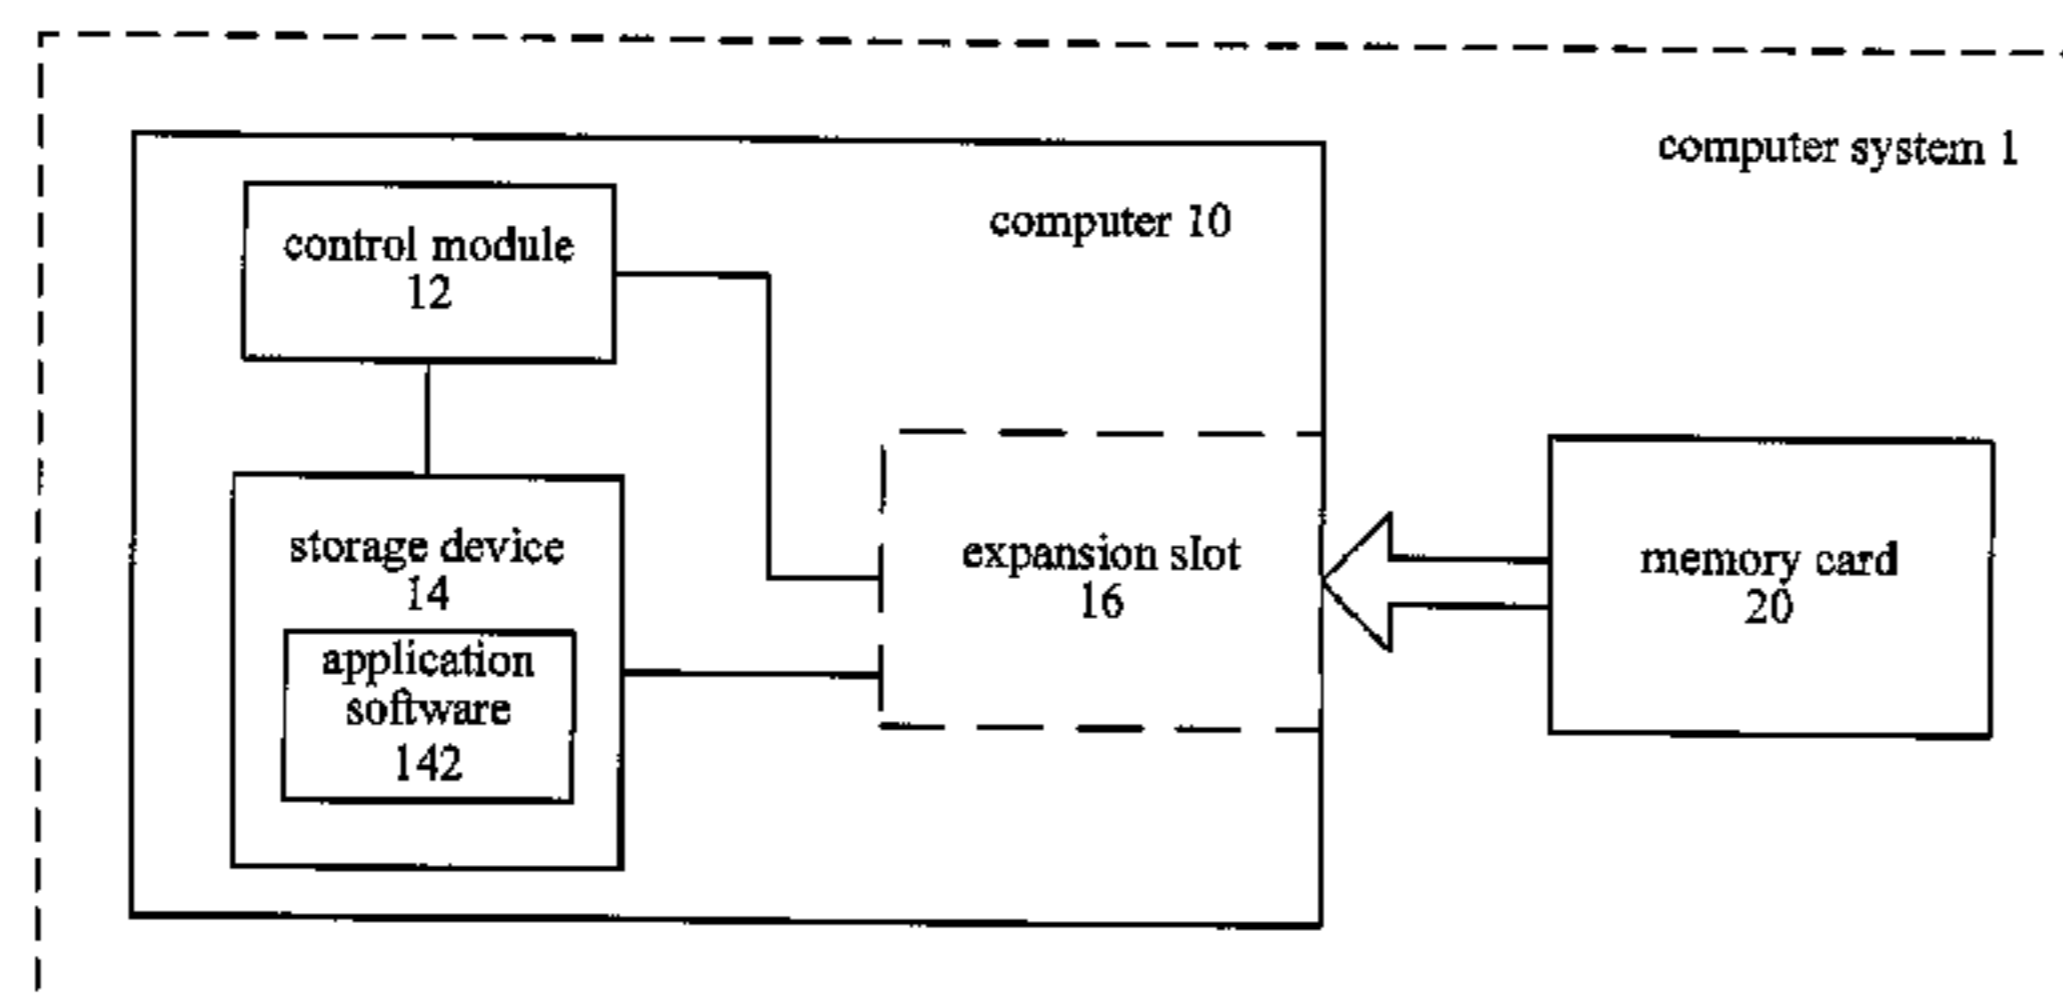 computer system 1
computer 10
control module
12
storage device
14
application
software
142
expansion slot
16
memory card
20